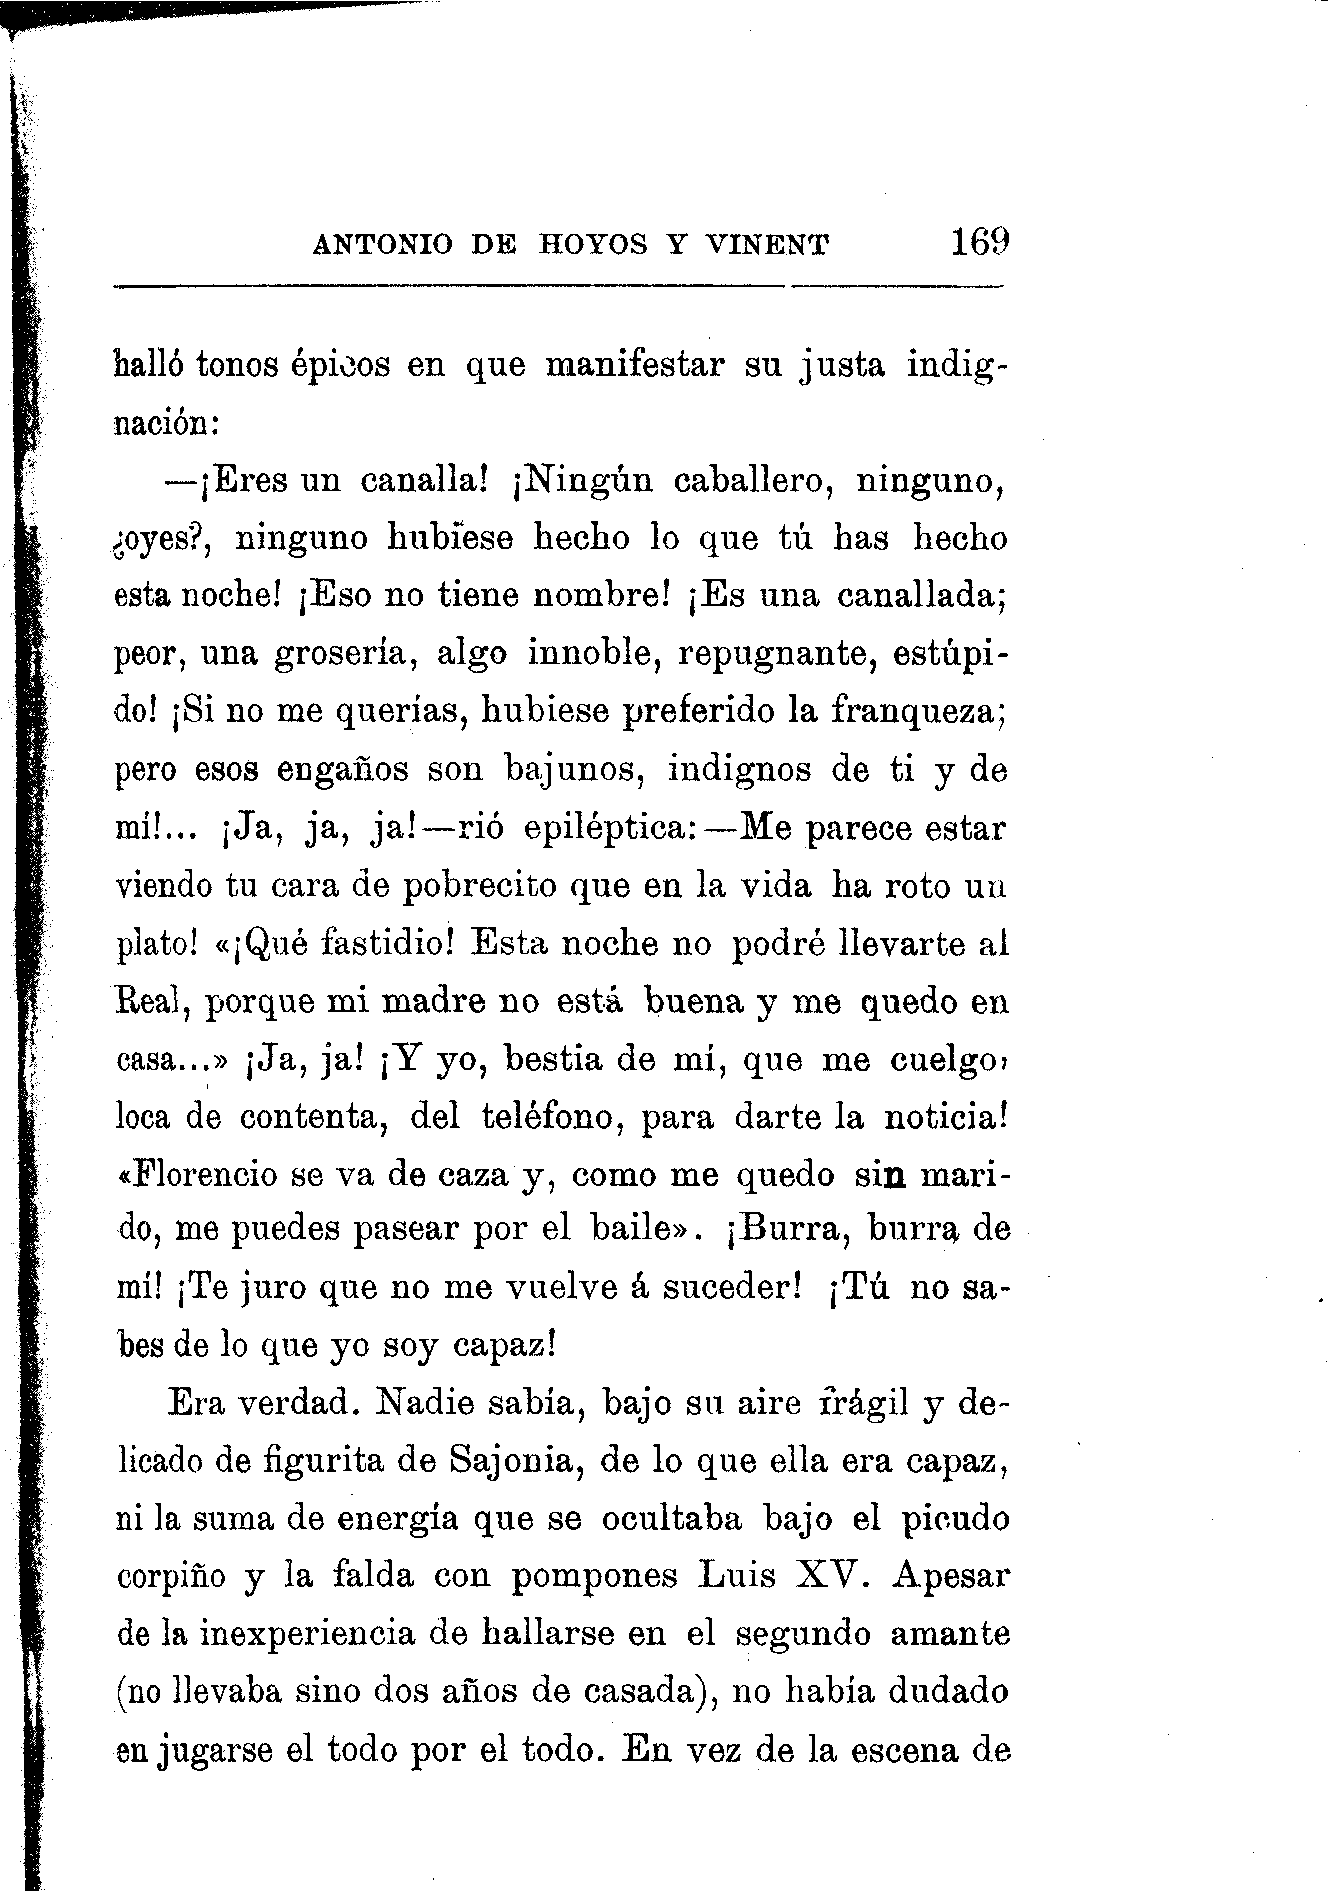 ANTONIO DE HOYOS Y VINENT 169
halló tonos épicos en que manifestar su justa indig-
nación:
—¡Eres un canalla! ¡Ningún caballero, ninguno,
¿oyes?, ninguno hubiese hecho lo que tú has hecho
esta noche! ¡Eso no tiene nombre! ¡Es una canallada;
peor, una grosería, algo innoble, repugnante, estúpi-
do! ¡Si no me querías, hubiese preferido la franqueza;
pero esos engaños son bajunos, indignos de ti y de
mí!... ¡Ja, ja, ja!—rió epiléptica:—Me parece estar
viendo tu cara de pobrecito que en la vida ha roto un
plato! «¡Qué fastidio! Esta noche no podré llevarte al
Real, porque mi madre no está buena y me quedo en
casa...» ¡Ja, ja! ¡Y yo, bestia de mí, que me cuelgo,
loca de contenta, del teléfono, para darte la noticia!
«Florencio se va de caza y, como me quedo sin mari-
do, me puedes pasear por el baile». ¡Burra, burra de
mí! ¡Te juro que no me vuelve á suceder! ¡Tú no sa-
bes de lo que yo soy capaz!
Era verdad. Nadie sabía, bajo su aire frágil y de-
licado de figurita de Sajonia, de lo que ella era capaz,
ni la suma de energía que se ocultaba bajo el picudo
corpiño y la falda con pompones Luis XV. Apesar
de la inexperiencia de hallarse en el segundo amante
(no llevaba sino dos años de casada), no había dudado
en jugarse el todo por el todo. En vez de la escena de